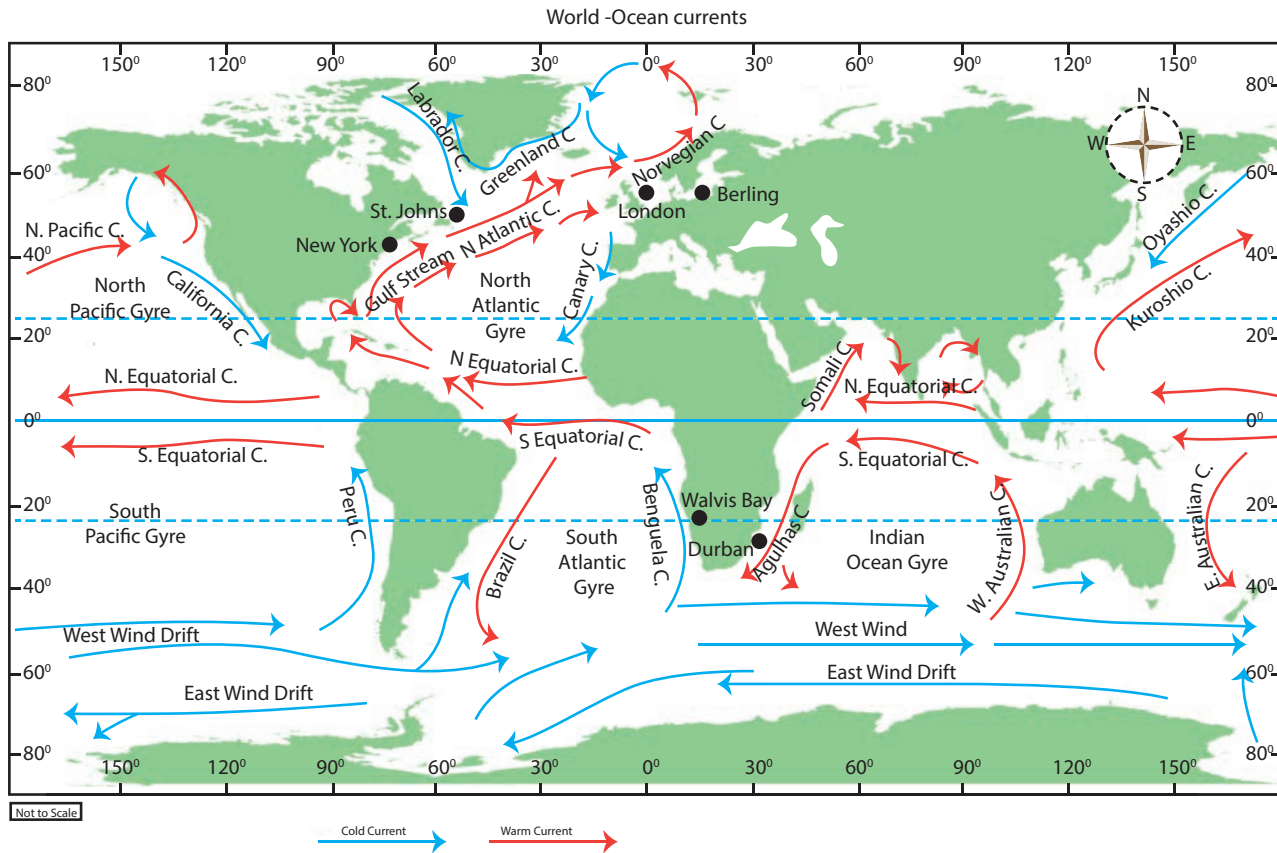 World -Ocean currents
150⁰ 120⁰ 90⁰ 60⁰ 30⁰ 0⁰ 30⁰ 60⁰ 90⁰ 120⁰ 150⁰
80⁰ 80⁰
N
W E
S
Labrador C.
Greenland C
Norvegian C
60⁰ 60⁰
St. Johns
London
Berling
Oyashio C.
N. Pacific C.
New York
Gulf Stream
N Atlantic C.
Canary C.
40⁰ 40⁰
Kuroshio C.
North
Pacific Gyre
California C.
North
Atlantic
Gyre
20⁰ 20⁰
N. Equatorial C.
N Equatorial C.
Somali C.
N. Equatorial C.
0⁰ 0⁰
S. Equatorial C.
S Equatorial C.
S. Equatorial C.
Peru C.
Benguela C.
Walvis Bay
E. Australian C.
20⁰ 20⁰
South
Pacific Gyre
Brazil C.
South
Atlantic
Gyre
Durban
Agulhas C
Indian
Ocean Gyre
W. Australian C.
40⁰ 40⁰
West Wind Drift
West Wind
60⁰ 60⁰
East Wind Drift
East Wind Drift
80⁰ 80⁰
150⁰ 120⁰ 90⁰ 60⁰ 30⁰ 0⁰ 30⁰ 60⁰ 90⁰ 120⁰ 150⁰
Not to Scale
Cold Current
Warm Current